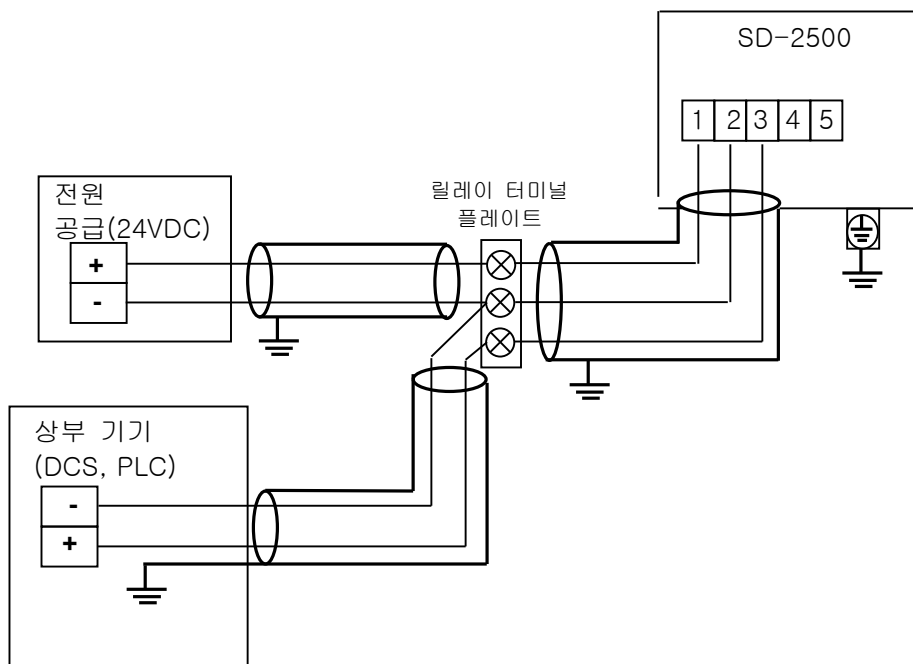 SD-2500
1 2 3 4 5
릴레이 터미널
플레이트
전원
공급(24VDC)
+
-
상부 기기
(DCS, PLC)
-
+